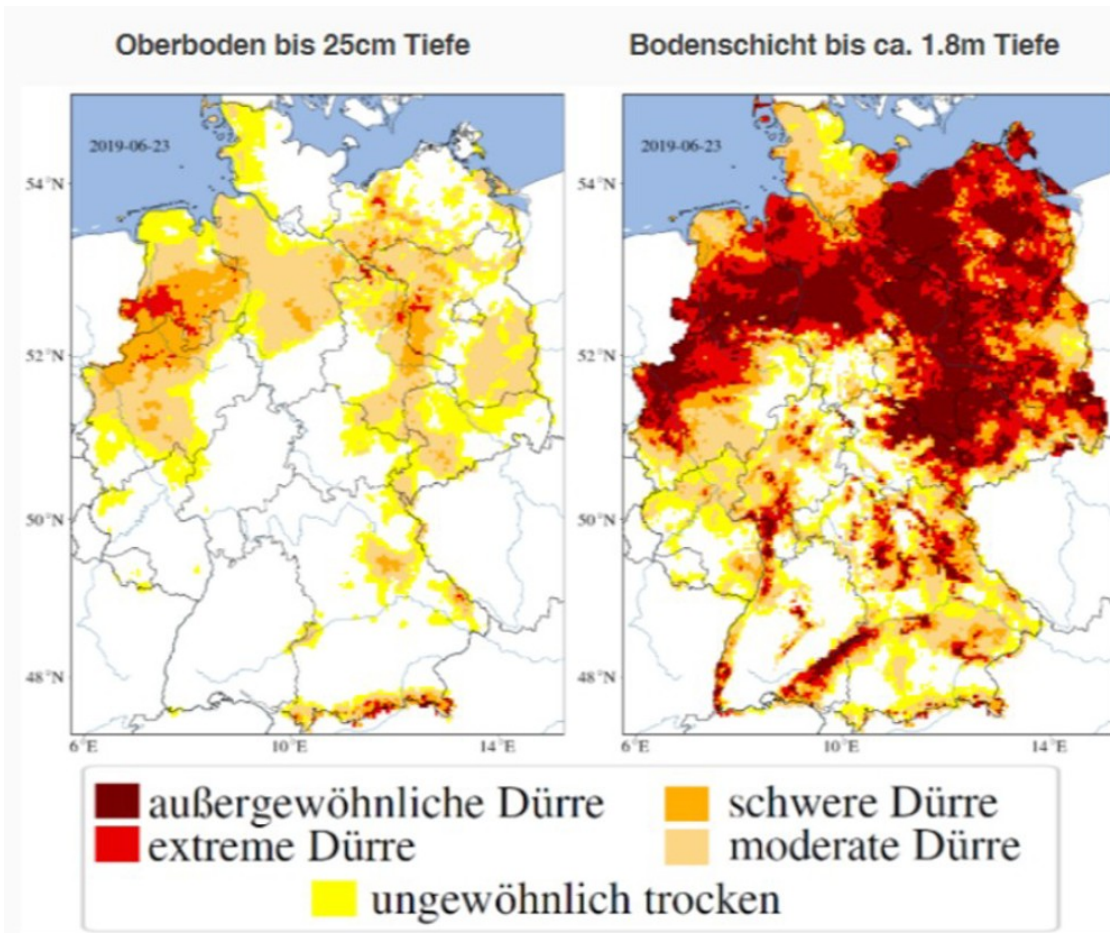 Oberboden bis 25cm Tiefe
Bodenschicht bis ca. 1.8m Tiefe
2019-06-23
2019-06-23
54°N
54°N
52°N
52°N
50°N
50°N
48°N
48°N
6°E 10°E 14°E
6°E 10°E 14°E
außergewöhnliche Dürre
schwere Dürre
extreme Dürre
moderate Dürre
ungewöhnlich trocken